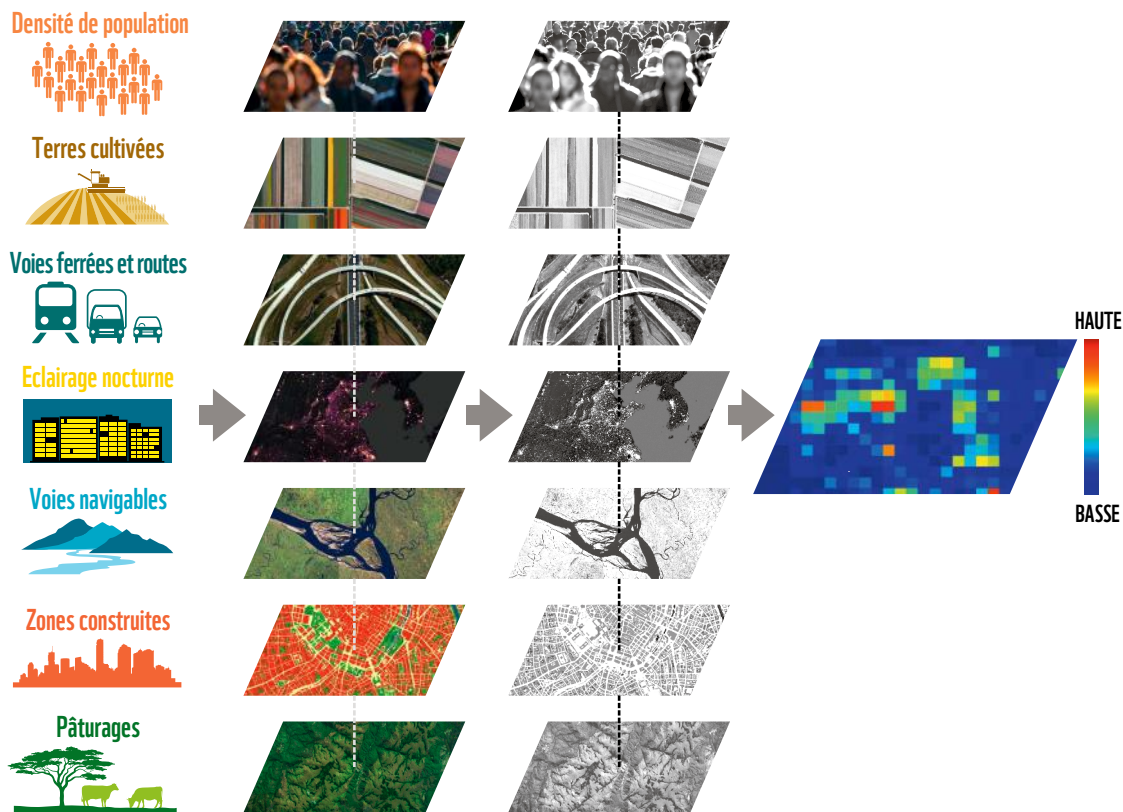 Densité de population
Terres cultivées
Voies ferrées et routes
Eclairage nocturne
Voies navigables
Zones construites
Pâturages
HAUTE
BASSE